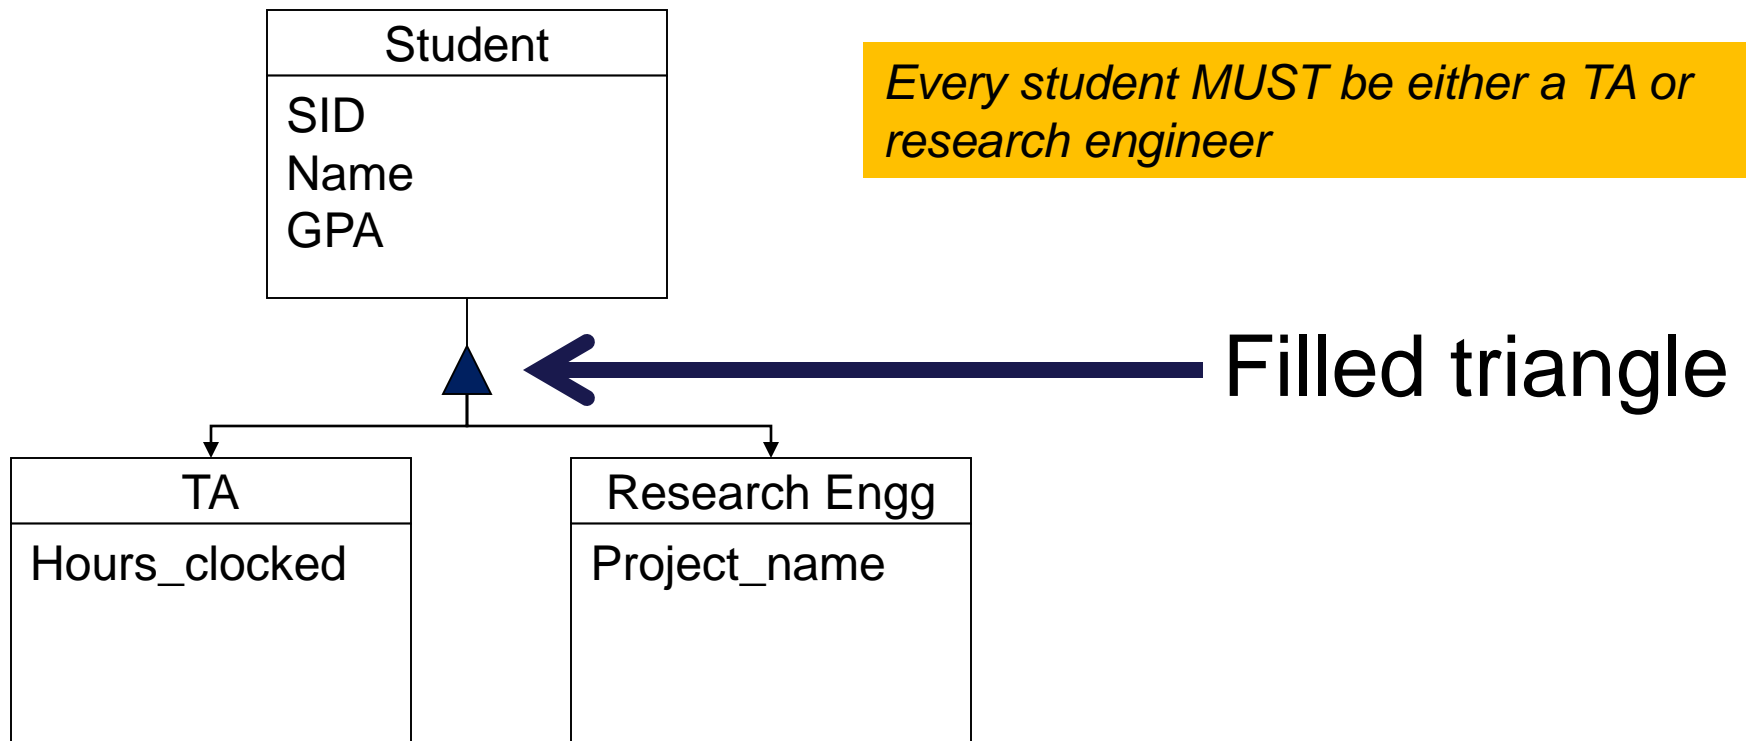 Student
SID
Name
GPA
Every student MUST be either a TA or
research engineer
Filled triangle
TA
Hours_clocked
Research Engg
Project_name